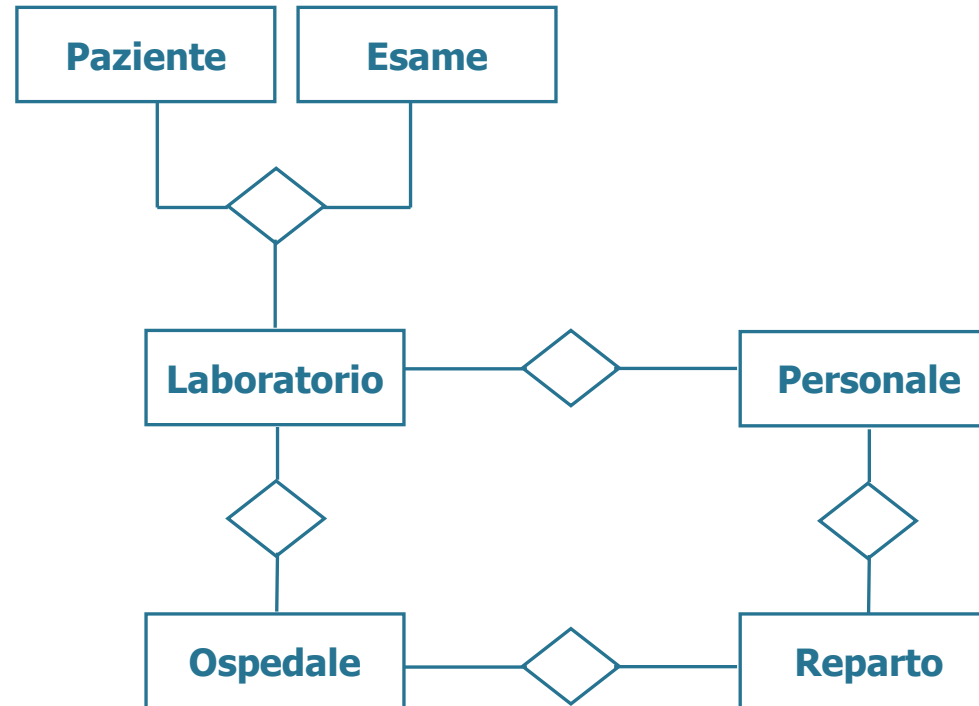 Paziente
Esame
Laboratorio
Personale
Ospedale
Reparto